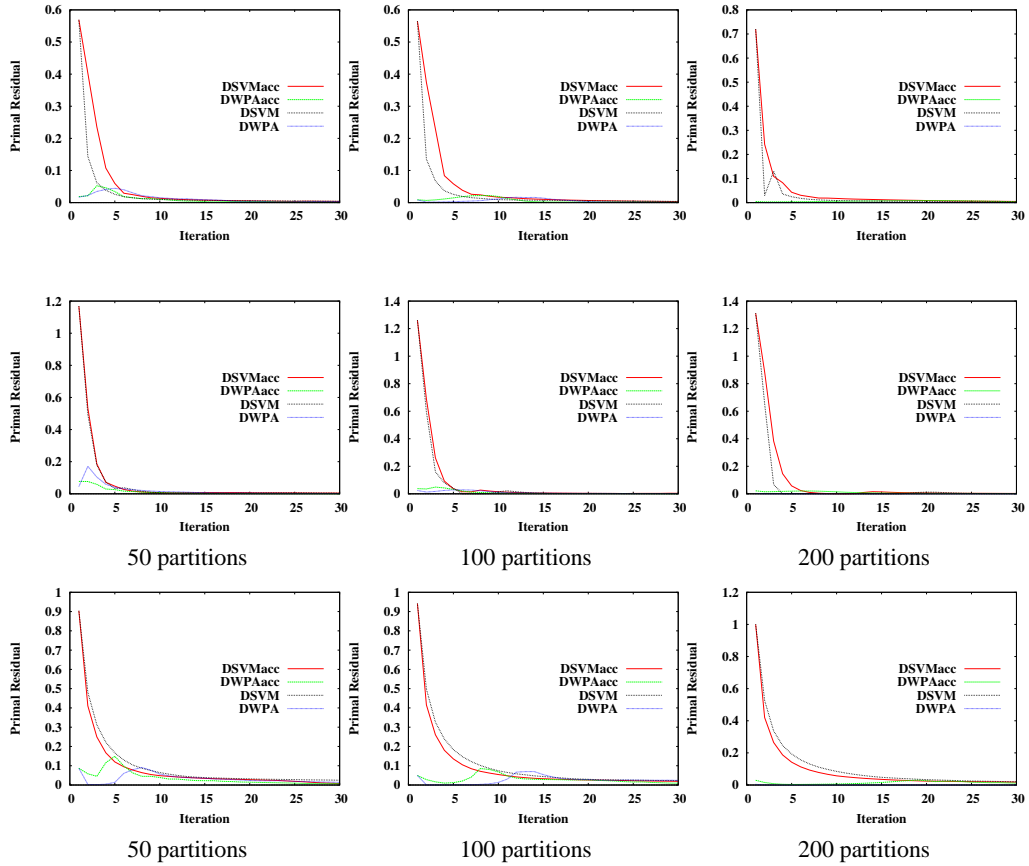 0.6
0.5
0.4
0.3
0.2
0.1
0
0 5 10 15 20 25 30
Primal Residual
Iteration
DSVMacc
DWPAacc
DSVM
DWPA
0.6
0.5
0.4
0.3
0.2
0.1
0
0 5 10 15 20 25 30
Primal Residual
Iteration
DSVMacc
DWPAacc
DSVM
DWPA
0.8
0.7
0.6
0.5
0.4
0.3
0.2
0.1
0
0 5 10 15 20 25 30
Primal Residual
Iteration
DSVMacc
DWPAacc
DSVM
DWPA
1.2
1
0.8
0.6
0.4
0.2
0
0 5 10 15 20 25 30
Primal Residual
Iteration
DSVMacc
DWPAacc
DSVM
DWPA
50 partitions
1.4
1.2
1
0.8
0.6
0.4
0.2
0
0 5 10 15 20 25 30
Primal Residual
Iteration
DSVMacc
DWPAacc
DSVM
DWPA
100 partitions
1.4
1.2
1
0.8
0.6
0.4
0.2
0
0 5 10 15 20 25 30
Primal Residual
Iteration
DSVMacc
DWPAacc
DSVM
DWPA
200 partitions
1
0.9
0.8
0.7
0.6
0.5
0.4
0.3
0.2
0.1
0
0 5 10 15 20 25 30
Primal Residual
Iteration
DSVMacc
DWPAacc
DSVM
DWPA
50 partitions
1
0.9
0.8
0.7
0.6
0.5
0.4
0.3
0.2
0.1
0
0 5 10 15 20 25 30
Primal Residual
Iteration
DSVMacc
DWPAacc
DSVM
DWPA
100 partitions
1.2
1
0.8
0.6
0.4
0.2
0
0 5 10 15 20 25 30
Primal Residual
Iteration
DSVMacc
DWPAacc
DSVM
DWPA
200 partitions